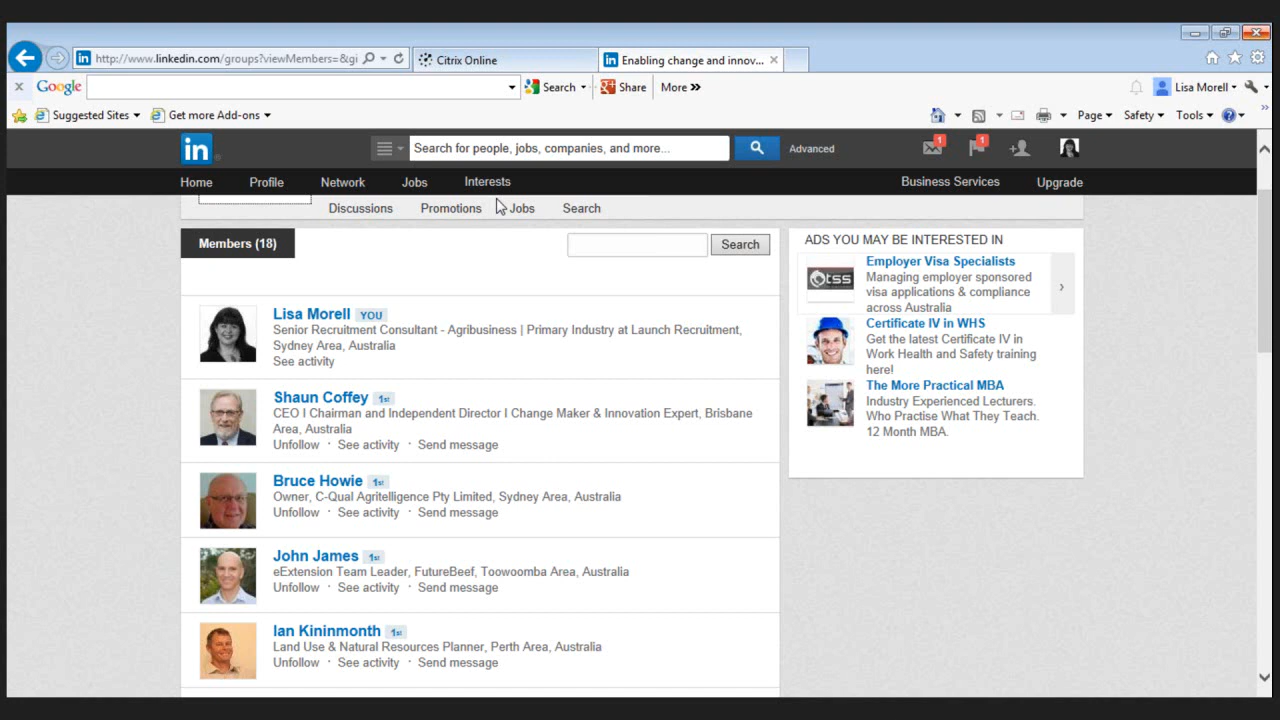 http://www.linkedin.com/groups?viewMembers=&gi
Citrix Online
Enabling change and innov...
Google
Search
Share
More
Lisa Morell
Suggested Sites
Get more Add-ons
Page
Safety
Tools
in
Search for people, jobs, companies, and more...
Advanced
1
1
Home
Profile
Network
Jobs
Interests
Business Services
Upgrade
Discussions
Promotions
Jobs
Search
Members (18)
Search
Lisa Morell YOU
Senior Recruitment Consultant - Agribusiness | Primary Industry at Launch Recruitment,
Sydney Area, Australia
See activity
Shaun Coffey 1st
CEO I Chairman and Independent Director I Change Maker & Innovation Expert, Brisbane
Area, Australia
Unfollow · See activity · Send message
Bruce Howie 1st
Owner, C-Qual Agritelligence Pty Limited, Sydney Area, Australia
Unfollow · See activity · Send message
John James 1st
eExtension Team Leader, FutureBeef, Toowoomba Area, Australia
Unfollow · See activity · Send message
Ian Kininmonth 1st
Land Use & Natural Resources Planner, Perth Area, Australia
Unfollow · See activity · Send message
ADS YOU MAY BE INTERESTED IN
tss
Employer Visa Specialists
Managing employer sponsored
visa applications & compliance
across Australia
Certificate IV in WHS
Get the latest Certificate IV in
Work Health and Safety training
here!
The More Practical MBA
Industry Experienced Lecturers.
Who Practise What They Teach.
12 Month MBA.